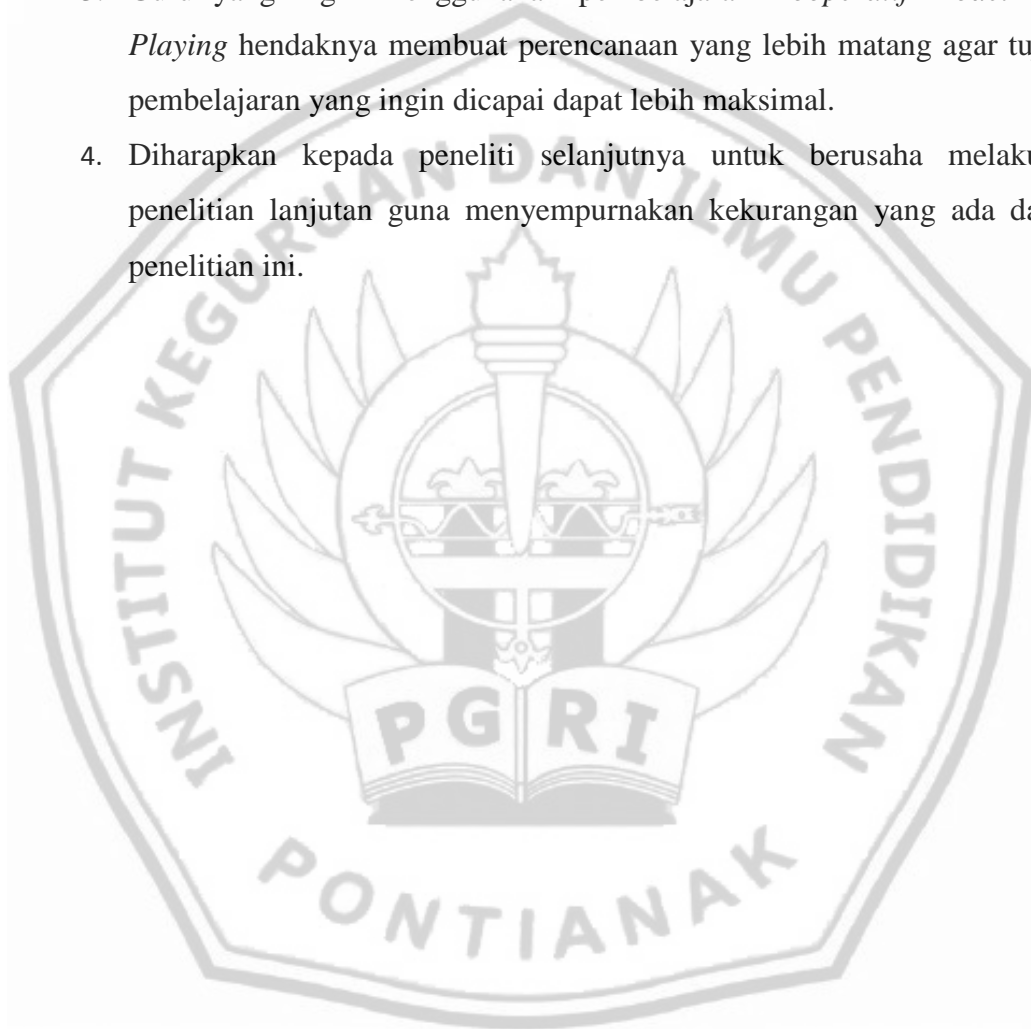 Playing hendaknya membuat perencanaan yang lebih matang agar tu
pembelajaran yang ingin dicapai dapat lebih maksimal.
4. Diharapkan kepada peneliti selanjutnya untuk berusaha melaku
penelitian lanjutan guna menyempurnakan kekurangan yang ada da
penelitian ini.
INSTITUT KEGURUAN DAN ILMU PENDIDIKAN
PGRI
PONTIANAK